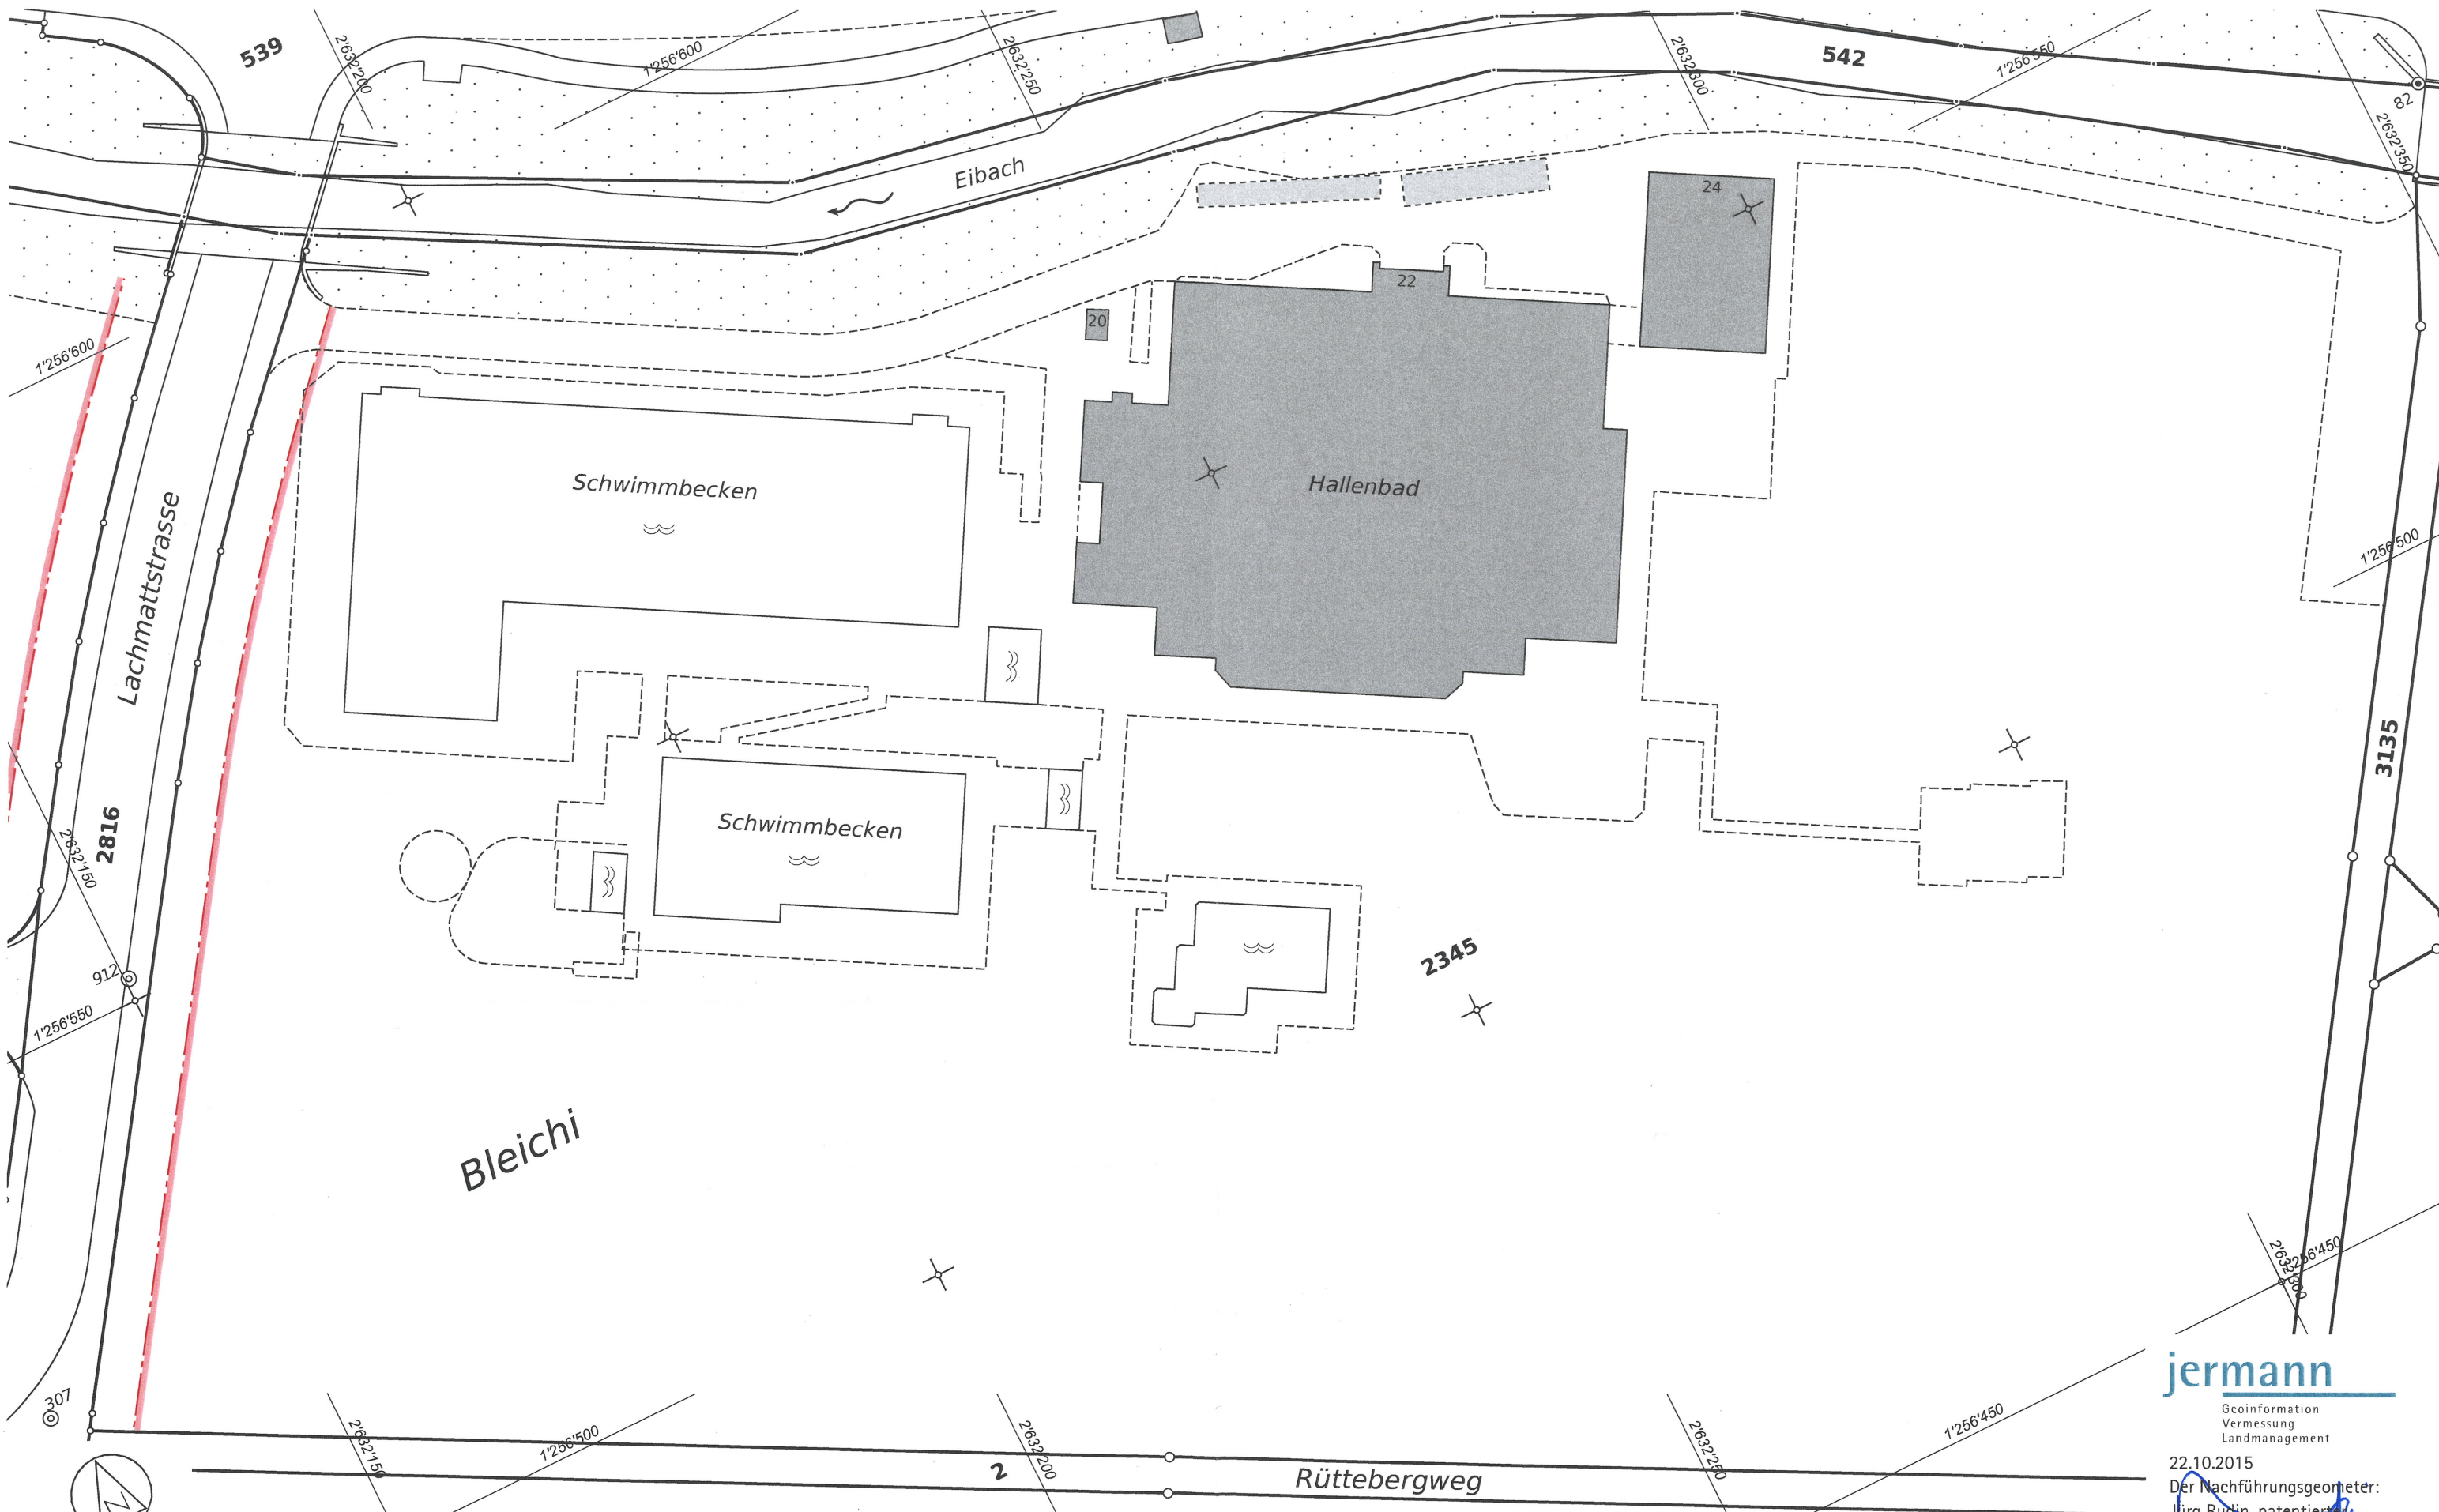 539
2'632'200
1'256'600
2'632'250
2'632'300
542
1'256'550
82
2'632'350
Eibach
24
22
20
1'256'600
Schwimmbecken
Hallenbad
Lachmattstrasse
1'256'500
3135
2816
2'632'150
Schwimmbecken
2345
912
1'256'550
Bleichi
1'256'450
2'632'300
307
2'632'150
1'256'500
2'632'200
2
Rüttebergweg
2'632'250
1'256'450
jermann
Geoinformation
Vermessung
Landmanagement
22.10.2015
Der Nachführungsgeometer:
Jürg Rudin, patentierter